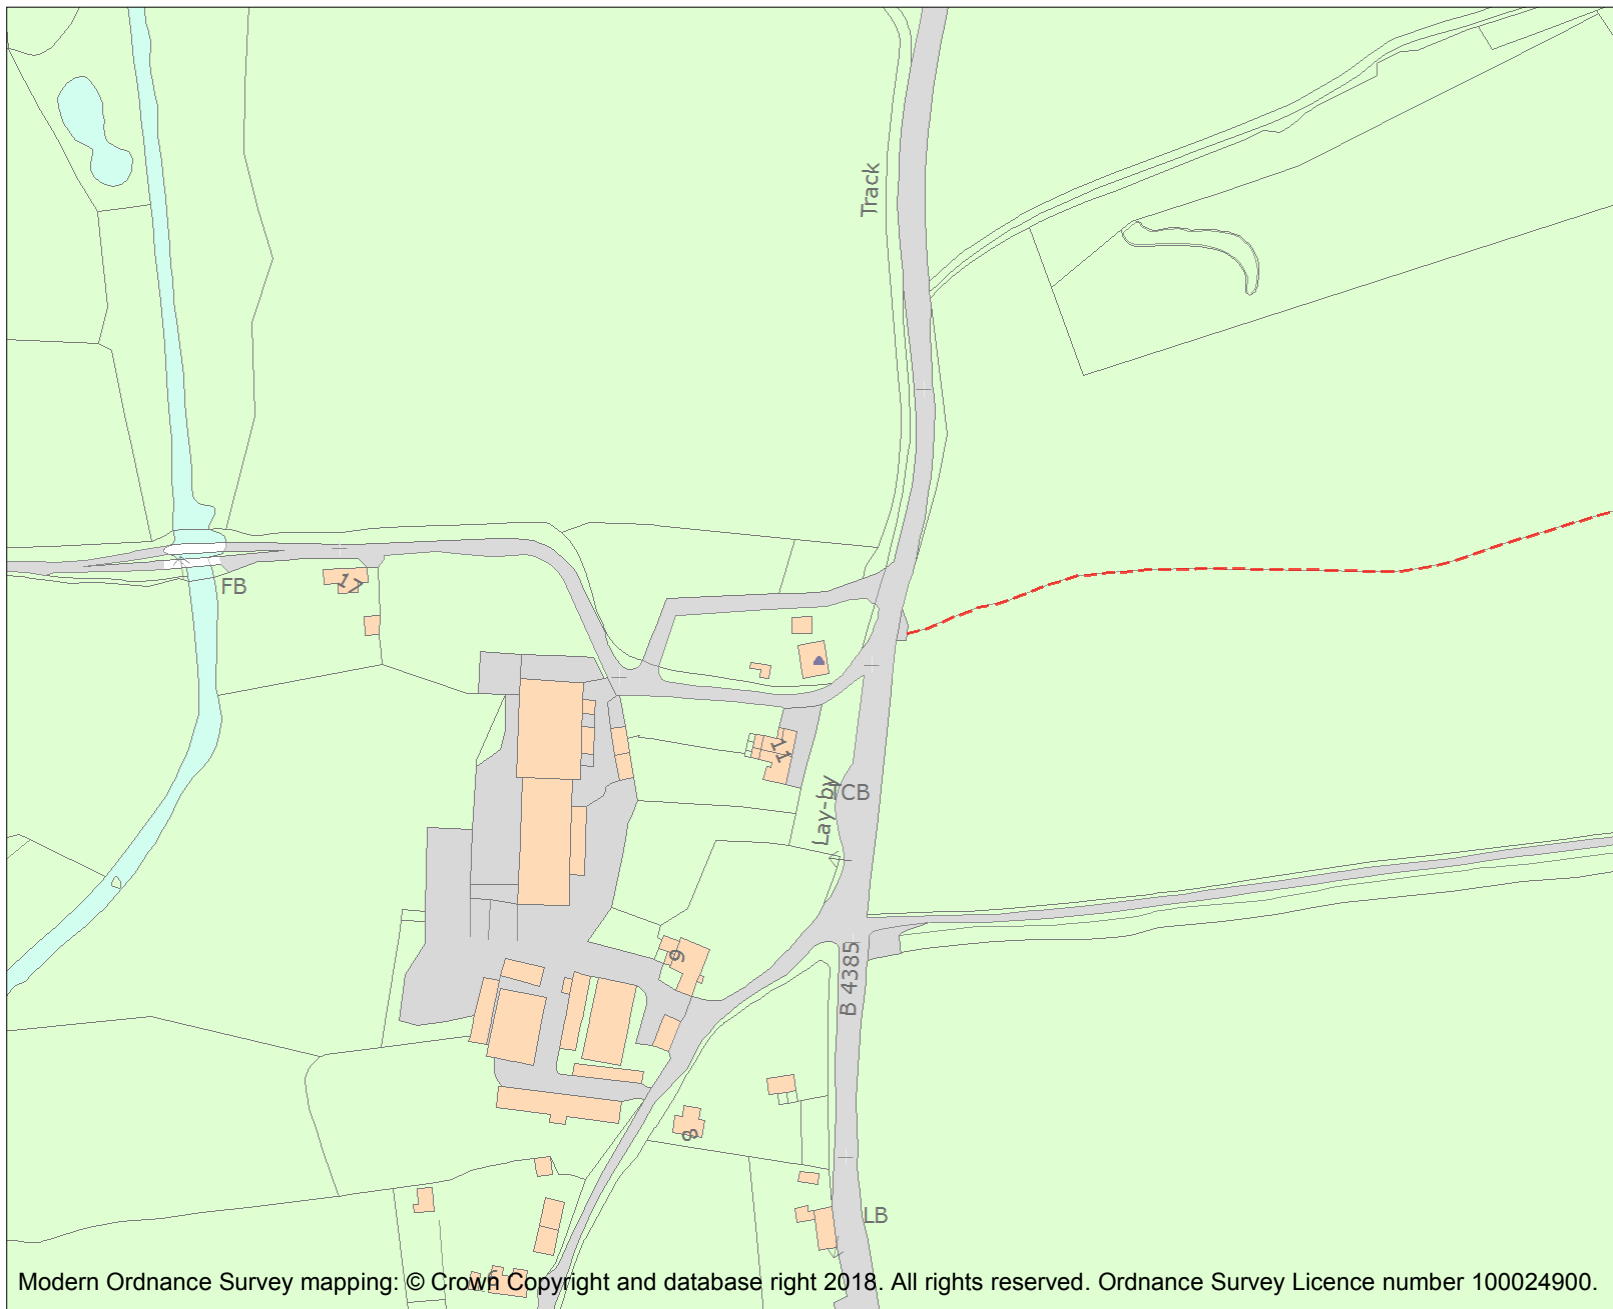 Track
FB
17
11
Lay-by
TCB
9
B 4385
8
LB
6
Modern Ordnance Survey mapping: © Crown Copyright and database right 2018. All rights reserved. Ordnance Survey Licence number 100024900.